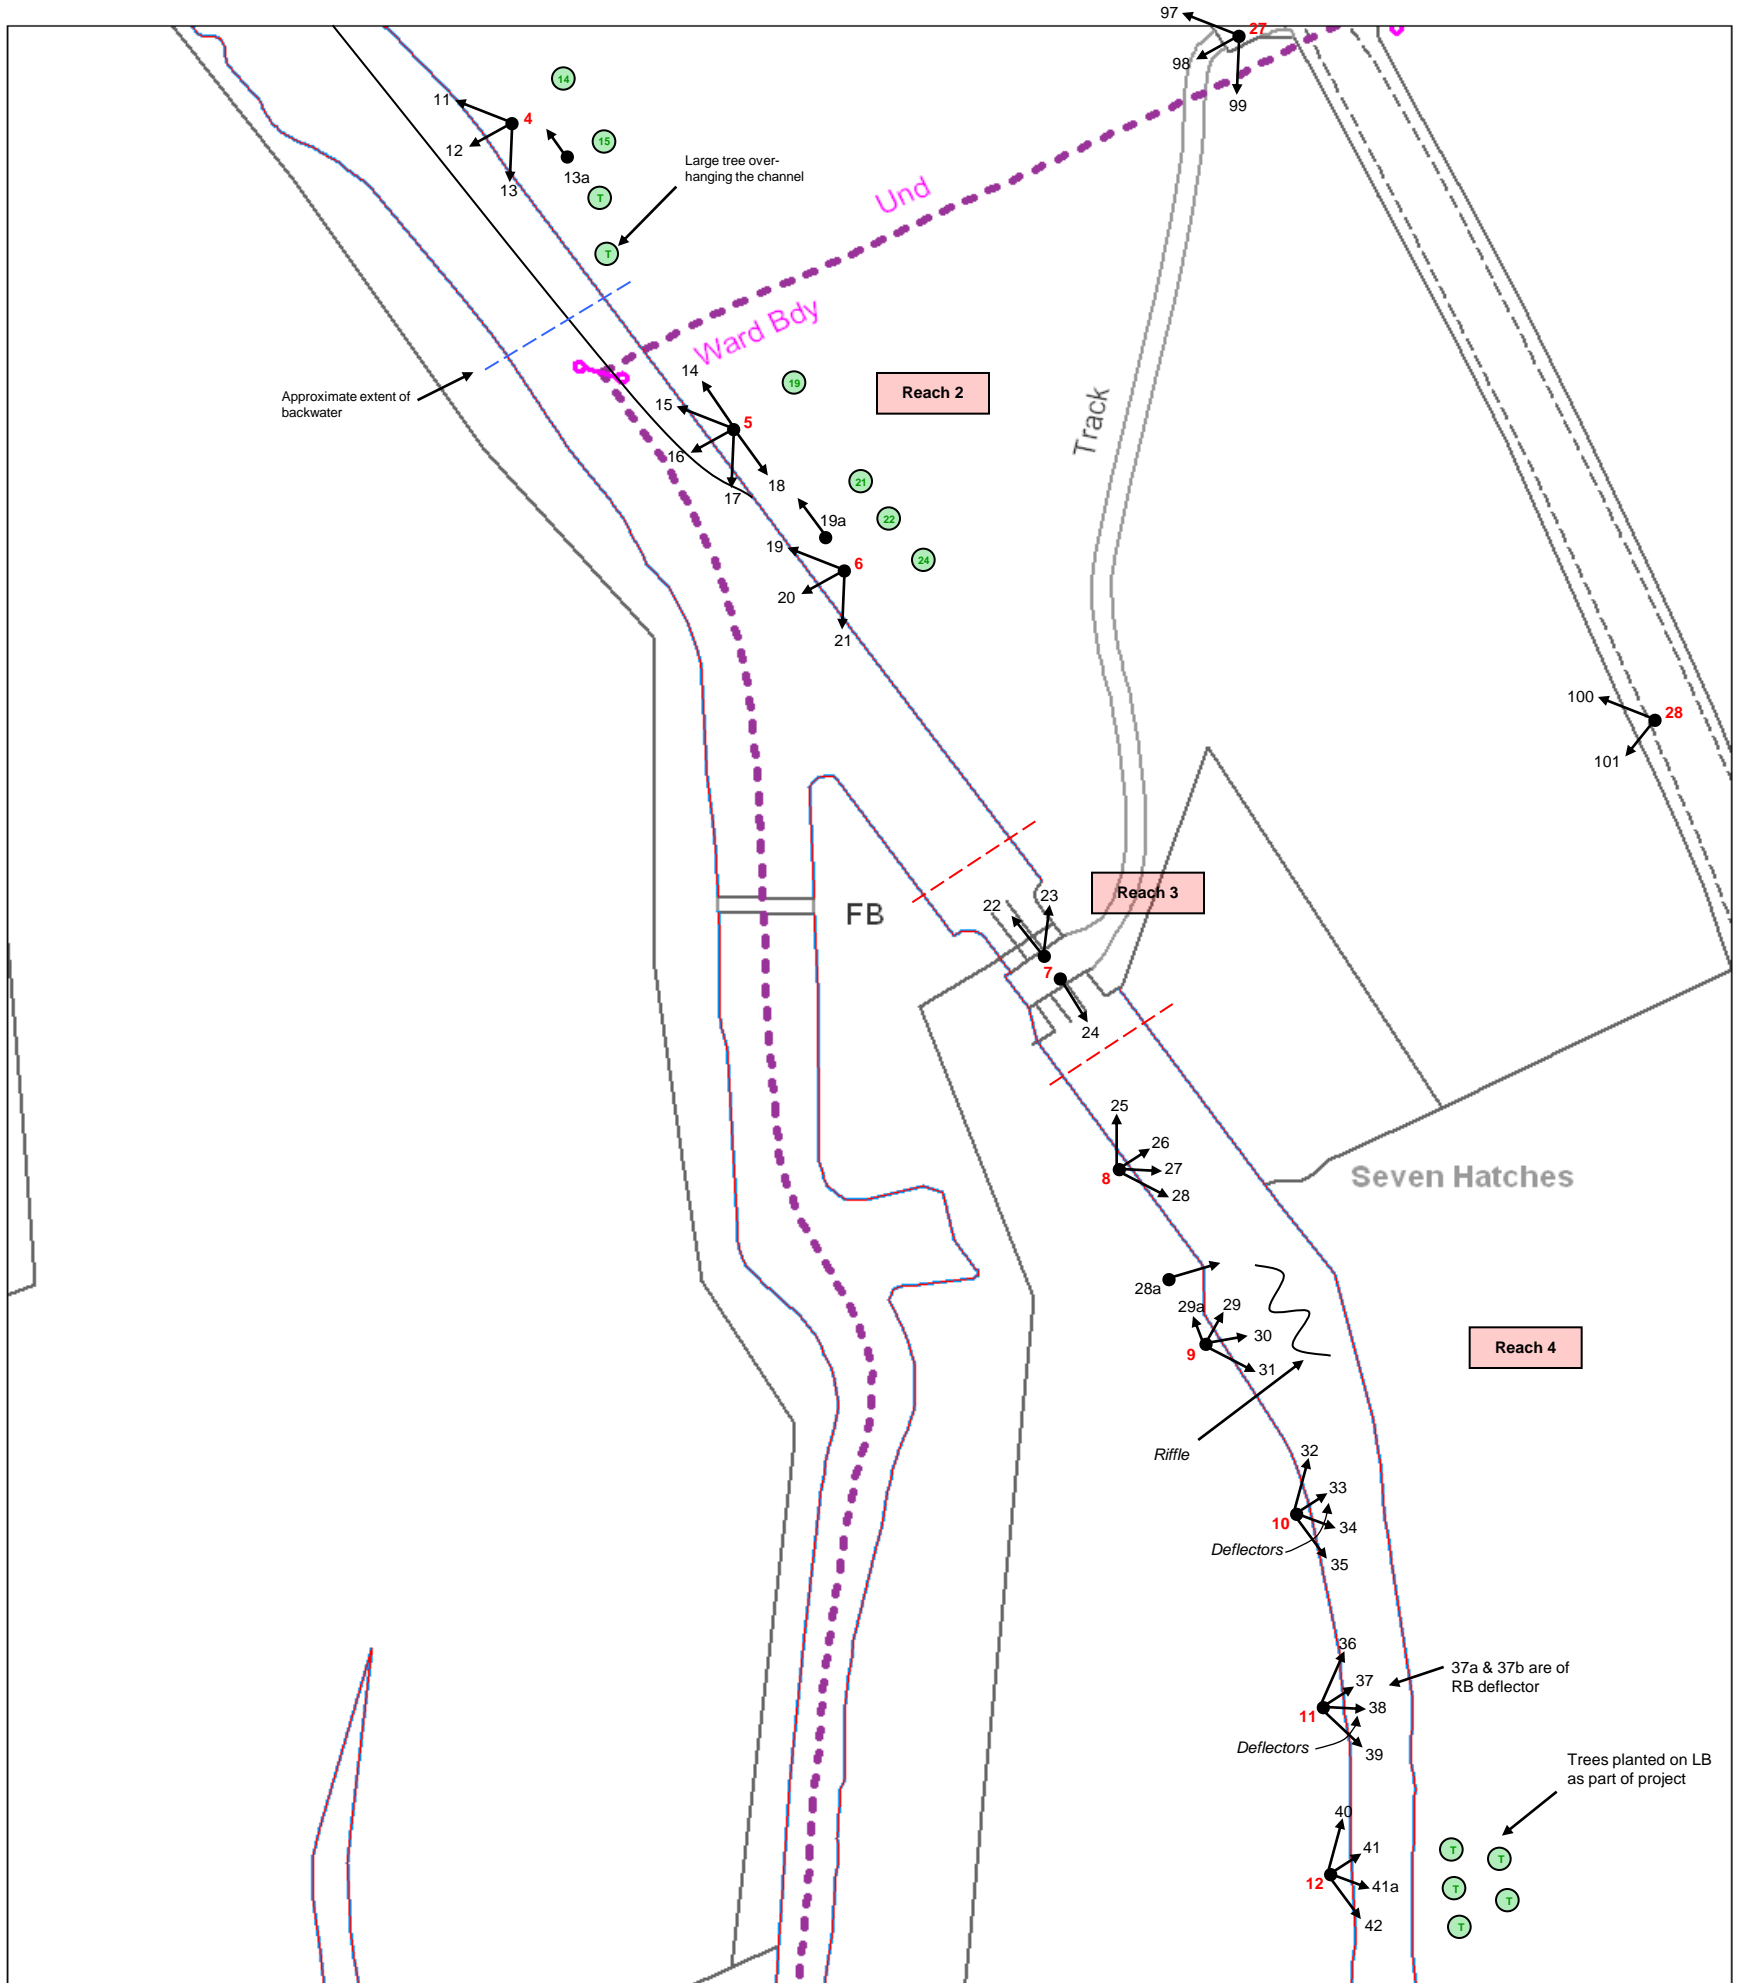 97
27
98
99
14
11
4
12
15
13a
13
T
Large tree over-
hanging the channel
T
Und
Ward Bdy
Approximate extent of
backwater
14
19
Reach 2
15
5
16
17
18
Track
21
19a
22
19
6
24
20
21
100
28
101
FB
Reach 3
22
23
7
24
25
26
27
8
28
Seven Hatches
28a
29a
29
30
9
31
Reach 4
Riffle
32
33
10
34
Deflectors
35
36
37a & 37b are of
RB deflector
37
38
11
Deflectors
39
Trees planted on LB
as part of project
40
41
T
T
12
41a
T
T
42
T